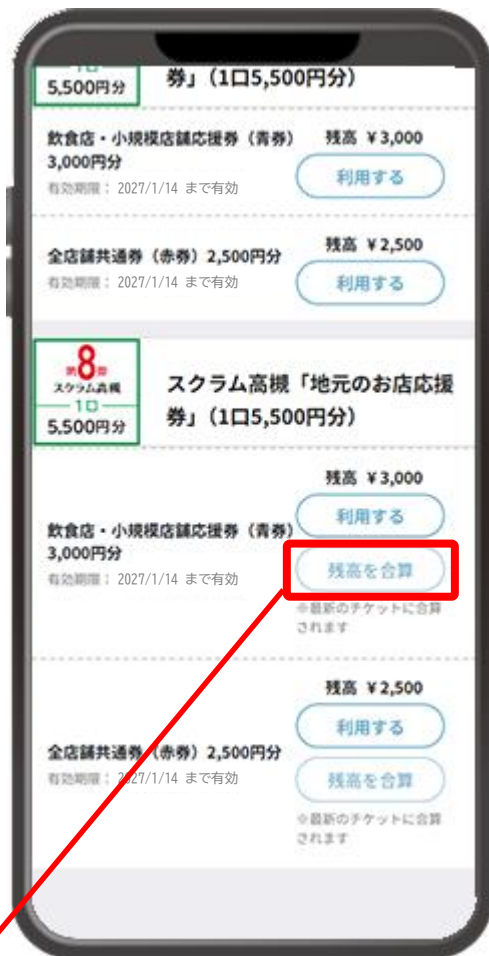 5,500円分
券」（1口5,500円分）
飲食店・小規模店舗応援券（青券）
3,000円分
有効期限： 2027/1/14 まで有効
残高 ¥3,000
利用する
全店舗共通券（赤券）2,500円分
有効期限： 2027/1/14 まで有効
残高 ¥2,500
利用する
第8弾
スクラム高槻
1口
5,500円分
スクラム高槻「地元のお店応援
券」（1口5,500円分）
飲食店・小規模店舗応援券（青券）
3,000円分
有効期限： 2027/1/14 まで有効
残高 ¥3,000
利用する
残高を合算
※最新のチケットに合算
されます
全店舗共通券（赤券）2,500円分
有効期限： 2027/1/14 まで有効
残高 ¥2,500
利用する
残高を合算
※最新のチケットに合算
されます